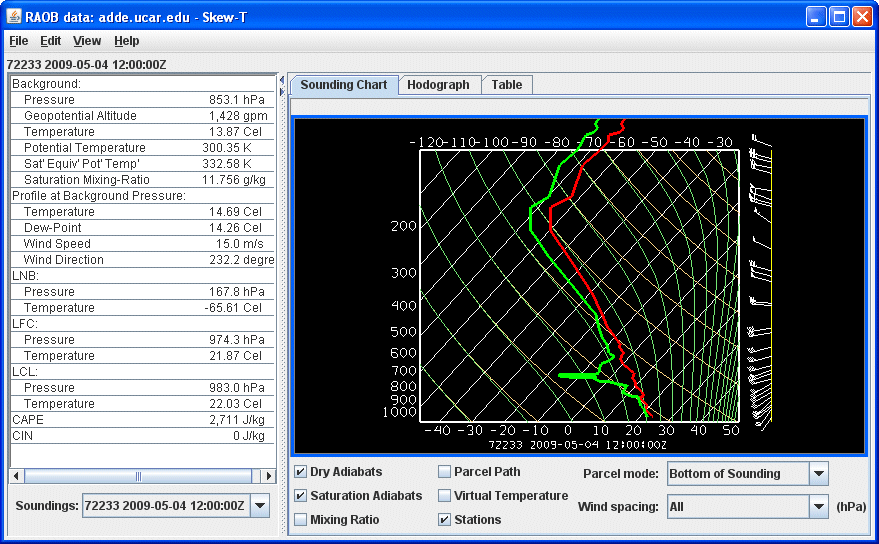 RAOB data: adde.ucar.edu - Skew-T
File Edit View Help
72233 2009-05-04 12:00:00Z
Background:
Pressure 853.1 hPa
Geopotential Altitude 1,428 gpm
Temperature 13.87 Cel
Potential Temperature 300.35 K
Sat' Equiv' Pot' Temp' 332.58 K
Saturation Mixing-Ratio 11.756 g/kg
Profile at Background Pressure:
Temperature 14.69 Cel
Dew-Point 14.26 Cel
Wind Speed 15.0 m/s
Wind Direction 232.2 degre
LNB:
Pressure 167.8 hPa
Temperature -65.61 Cel
LFC:
Pressure 974.3 hPa
Temperature 21.87 Cel
LCL:
Pressure 983.0 hPa
Temperature 22.03 Cel
CAPE 2,711 J/kg
CIN 0 J/kg
Soundings: 72233 2009-05-04 12:00:00Z
Sounding Chart Hodograph Table
-120 -110 -100 -90 -80 -70 -60 -50 -40 -30
200
300
400
500
600
700
800
900
1000
-40 -30 -20 -10 0 10 20 30 50
72233 2009-05-04 12:00:00Z
Dry Adiabats Parcel Path Parcel mode: Bottom of Sounding
Saturation Adiabats Virtual Temperature Wind spacing: All (hPa)
Mixing Ratio Stations